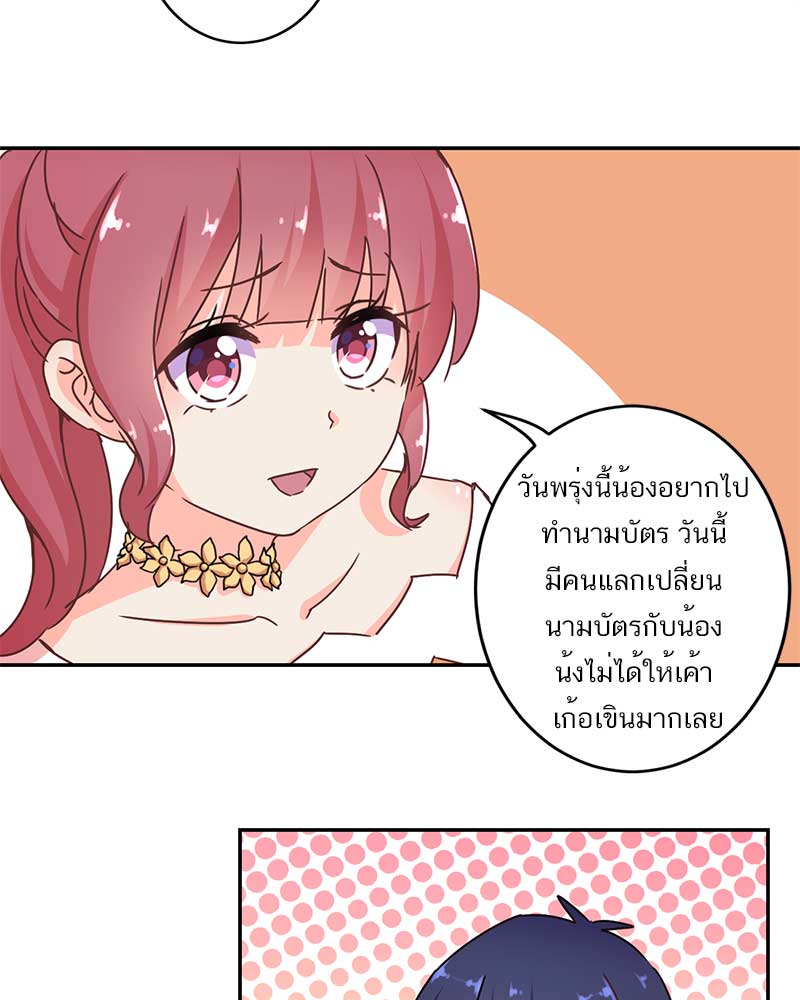 วันพรุ่งนี้น้องอยากไป
ทำนามบัตร วันนี้
มีคนแลกเปลี่ยน
นามบัตรกับน้อง
น้งไม่ได้ให้เค้า
เก้อเขินมากเลย